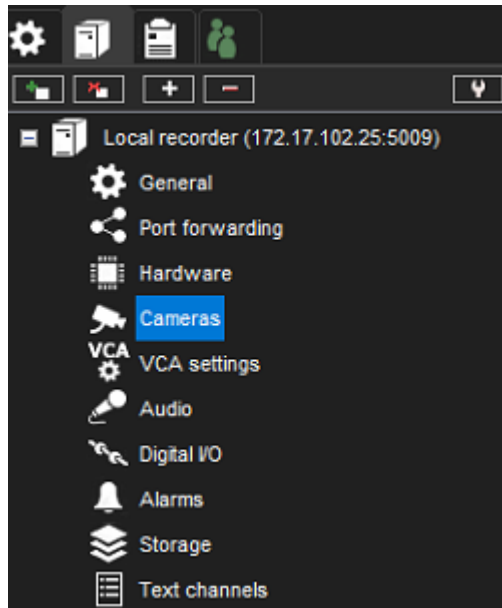 Local recorder (172.17.102.25:5009)
General
Port forwarding
Hardware
Cameras
VCA
VCA settings
Audio
Digital I/O
Alarms
Storage
Text channels